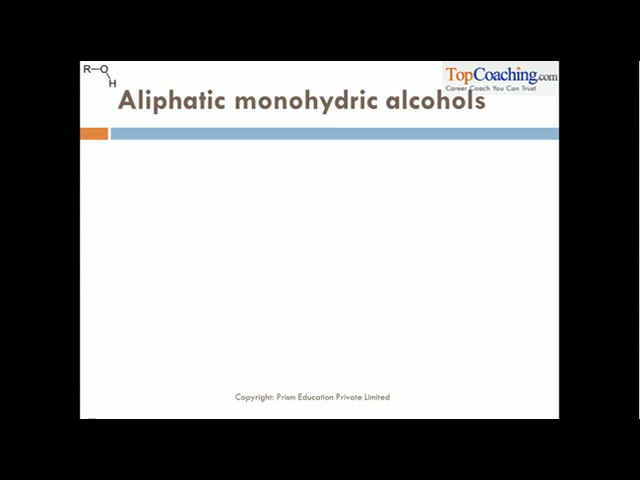 R-O
H
TopCoaching.com
Career Coach You Can Trust
Aliphatic monohydric alcohols
Copyright: Prism Education Private Limited